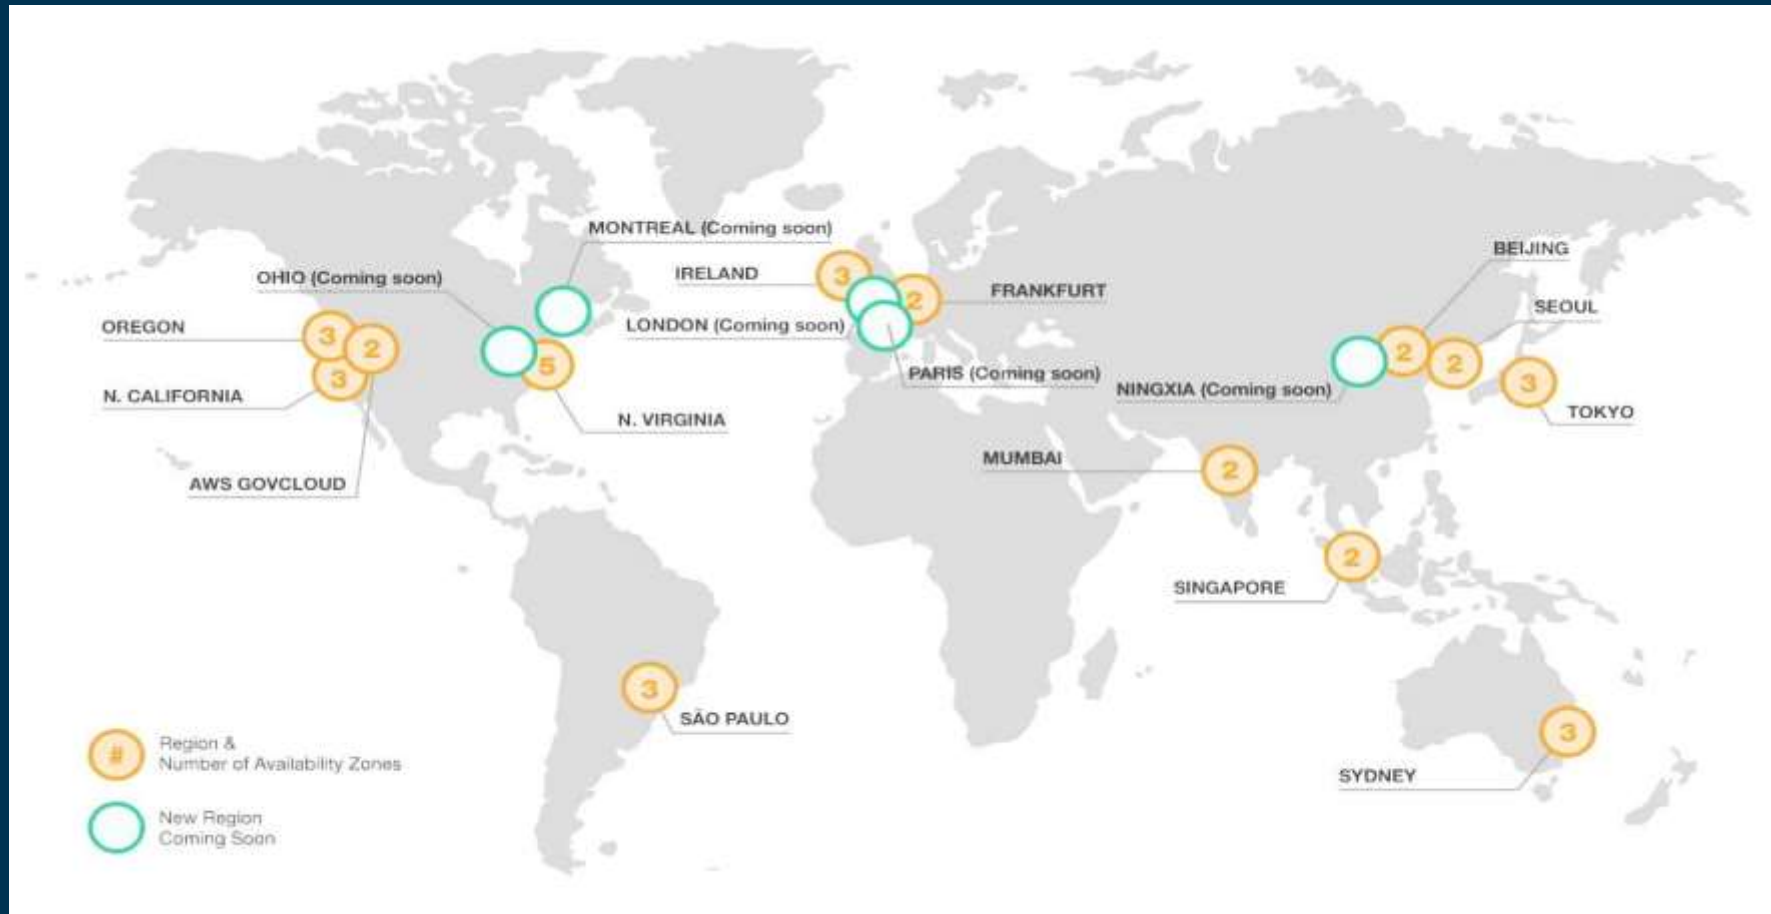 MONTREAL (Coming soon)
BEIJING
IRELAND
OHIO (Coming soon)
3
2
FRANKFURT
SEOUL
OREGON
LONDON (Coming soon)
3
2
2
2
5
3
PARIS (Coming soon)
3
N. CALIFORNIA
NINGXIA (Coming soon)
TOKYO
N. VIRGINIA
MUMBAI
2
AWS GOVCLOUD
2
SINGAPORE
3
SÃO PAULO
3
#
Region &
Number of Availability Zones
SYDNEY
New Region
Coming Soon